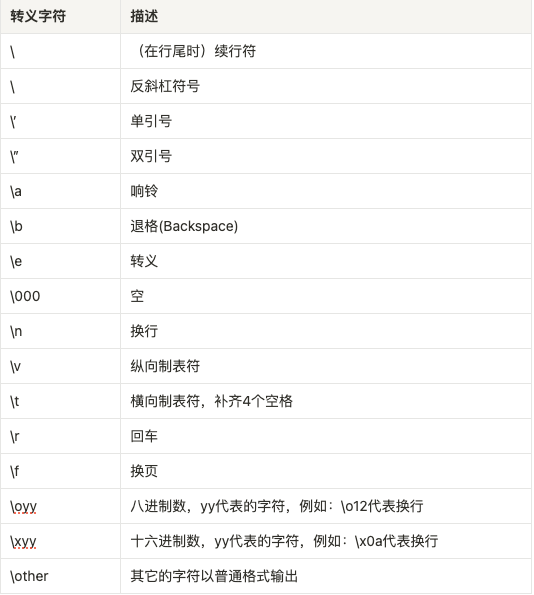 转义字符 描述
\ （在行尾时）续行符
\ 反斜杠符号
\’ 单引号
\” 双引号
\a 响铃
\b 退格(Backspace)
\e 转义
\000 空
\n 换行
\v 纵向制表符
\t 横向制表符，补齐4个空格
\r 回车
\f 换页
\oyy 八进制数，yy代表的字符，例如：\o12代表换行
\xyy 十六进制数，yy代表的字符，例如：\x0a代表换行
\other 其它的字符以普通格式输出